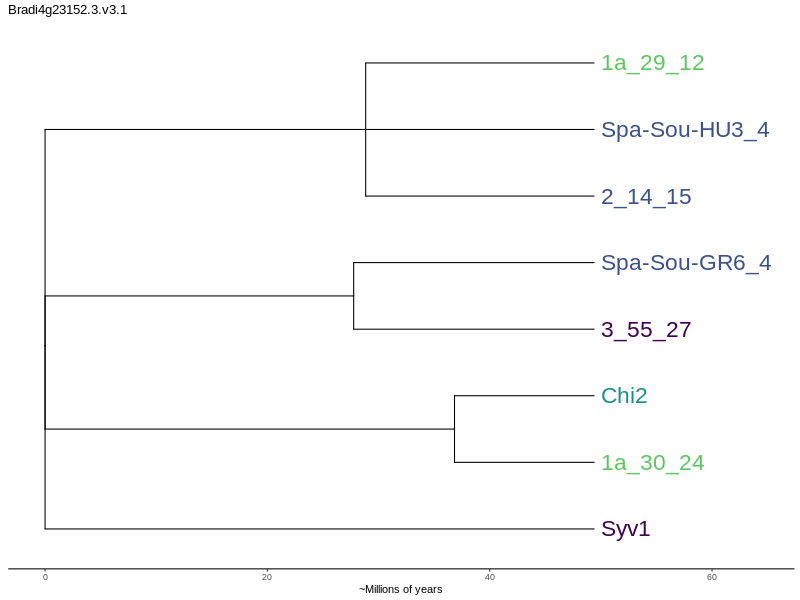 Bradi4g23152.3.v3.1
1a_29_12
Spa-Sou-HU3_4
2_14_15
Spa-Sou-GR6_4
3_55_27
Chi2
1a_30_24
Syv1
0 20 40 60
~Millions of years